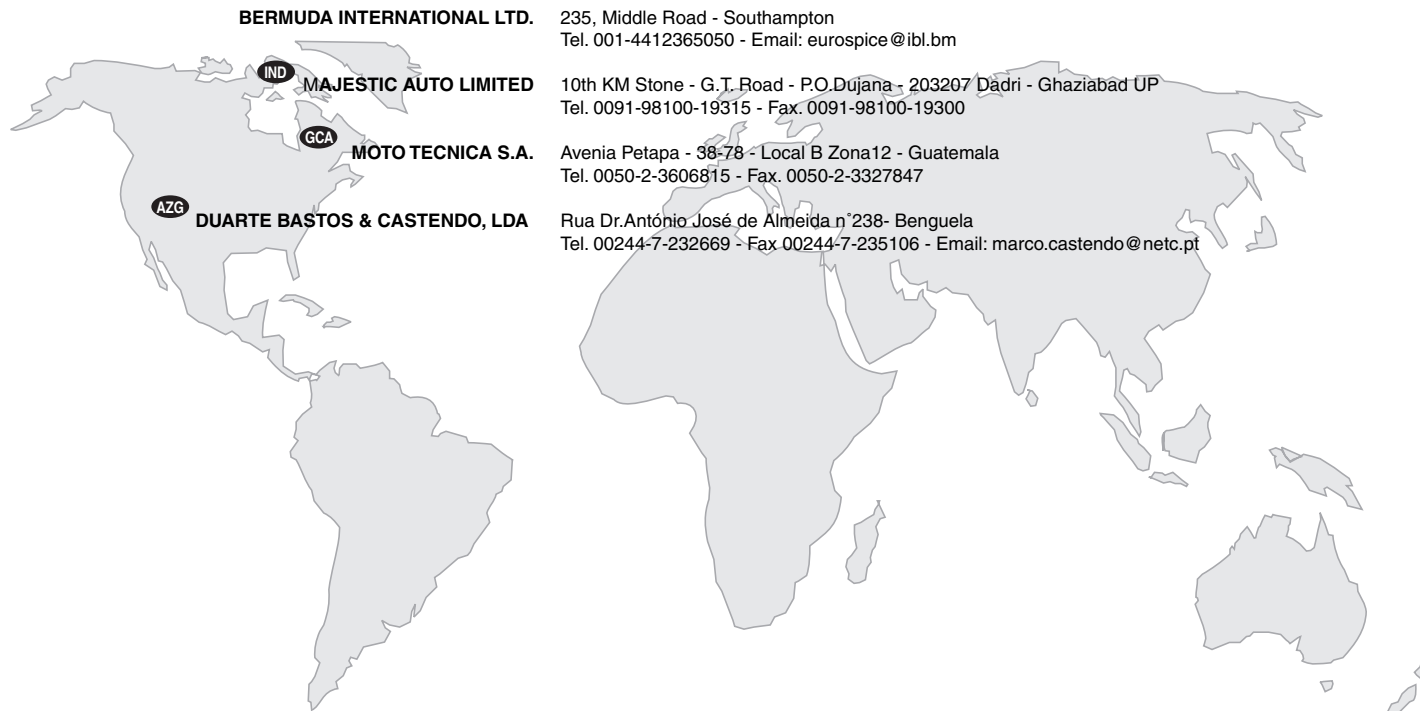 BERMUDA INTERNATIONAL LTD. 235, Middle Road - Southampton
Tel. 001-4412365050 - Email: eurospice@ibl.bm
IND MAJESTIC AUTO LIMITED 10th KM Stone - G.T. Road - P.O.Dujana - 203207 Dadri - Ghaziabad UP
Tel. 0091-98100-19315 - Fax. 0091-98100-19300
GCA MOTO TECNICA S.A. Avenia Petapa - 38-78 - Local B Zona12 - Guatemala
Tel. 0050-2-3606815 - Fax. 0050-2-3327847
AZG DUARTE BASTOS & CASTENDO, LDA Rua Dr.António José de Almeida n°238- Benguela
Tel. 00244-7-232669 - Fax 00244-7-235106 - Email: marco.castendo@netc.pt